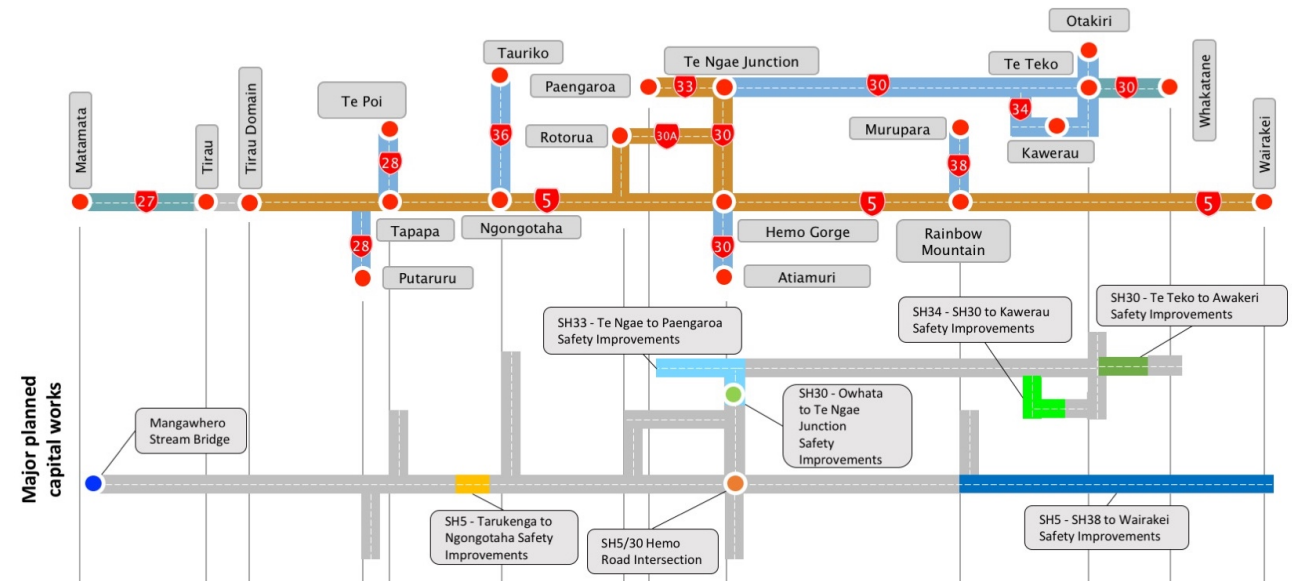 Otakiri
Tauriko
Te Ngae Junction
Te Teko
Paengaroa
33
30
30
Te Poi
34
Whakatane
Matamata
Tirau
Tirau Domain
36
Rotorua
30A
30
Murupara
Kawerau
Wairakei
28
38
27
5
5
5
Tapapa
Ngongotaha
Hemo Gorge
Rainbow
Mountain
28
30
Putaruru
Atiamuri
SH33 - Te Ngae to Paengaroa
Safety Improvements
SH34 - SH30 to Kawerau
Safety Improvements
SH30 - Te Teko to Awakeri
Safety Improvements
Major planned
capital works
Mangawhero
Stream Bridge
SH30 - Owhata
to Te Ngae
Junction
Safety
Improvements
SH5 - Tarukenga to
Ngongotaha Safety
Improvements
SH5/30 Hemo
Road Intersection
SH5 - SH38 to Wairakei
Safety Improvements